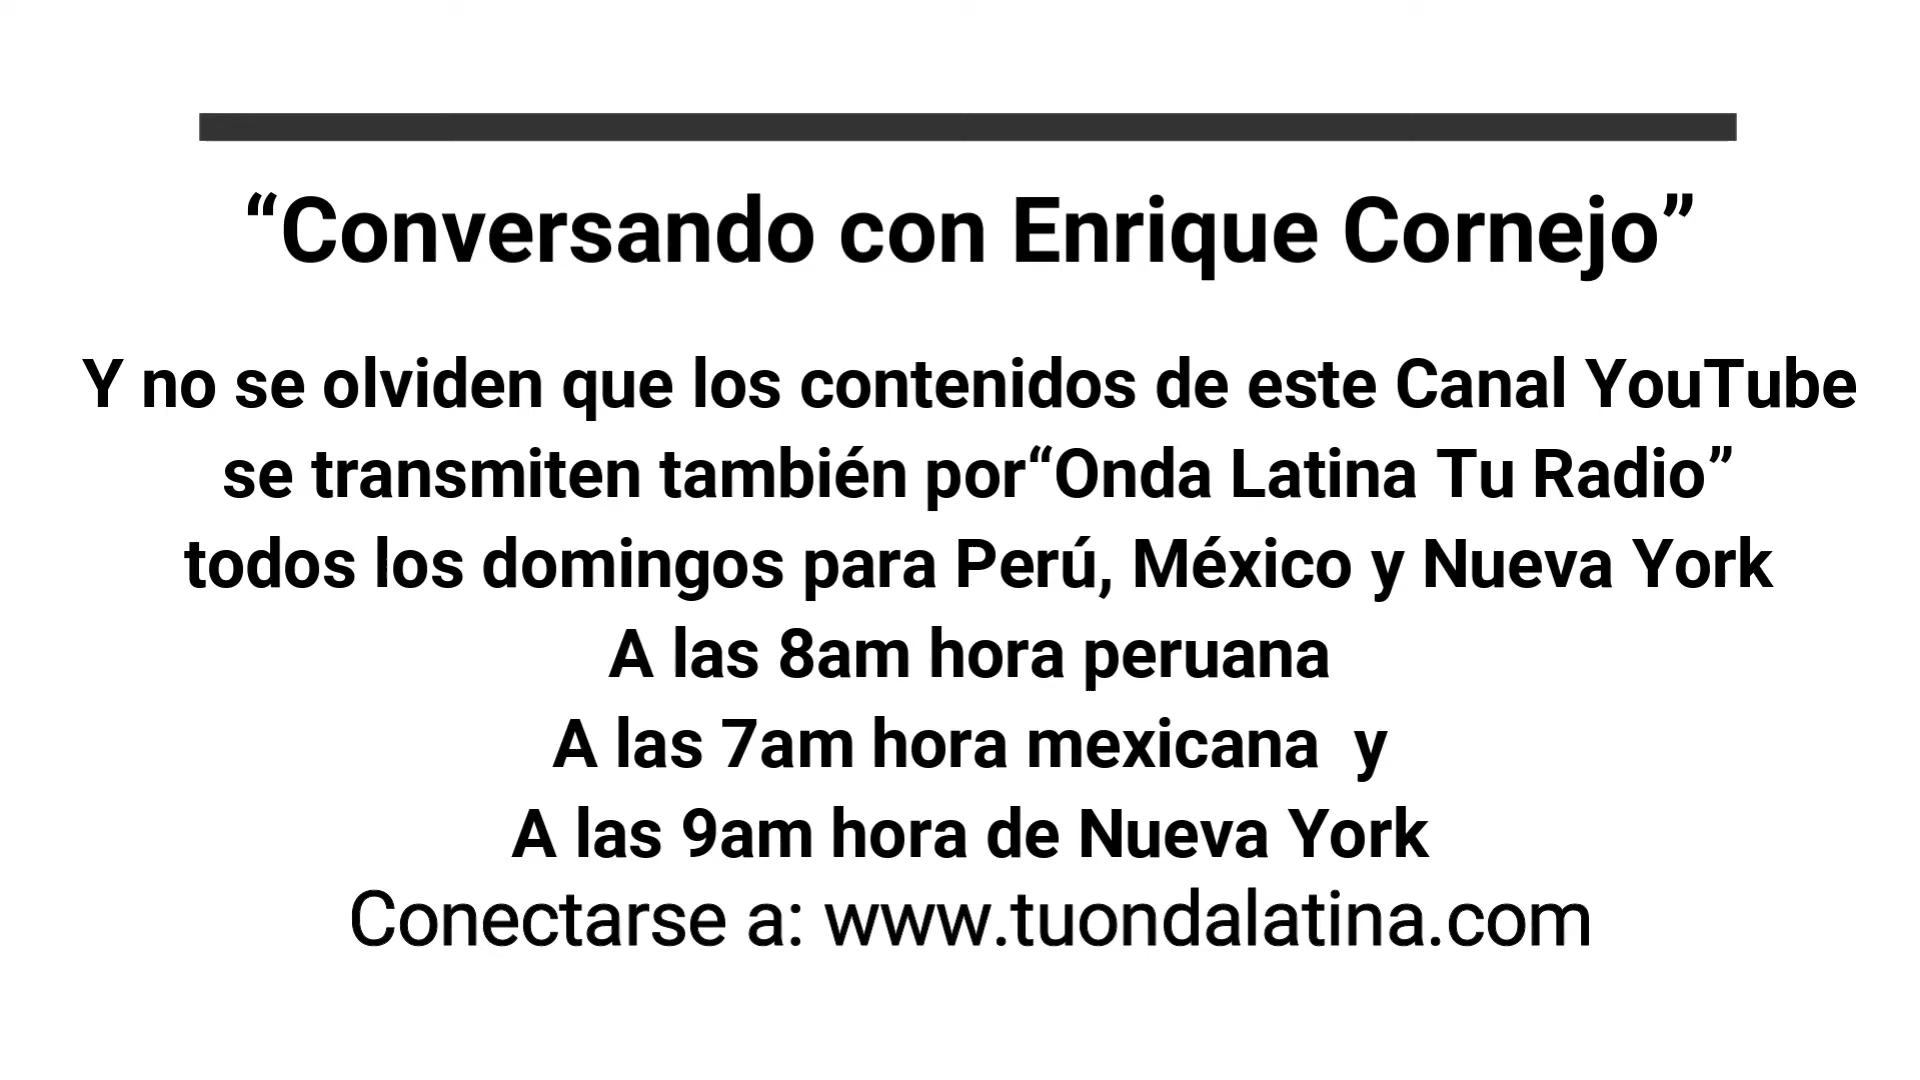 “Conversando con Enrique Cornejo”
Y no se olviden que los contenidos de este Canal YouTube
se transmiten también por“Onda Latina Tu Radio”
todos los domingos para Perú, México y Nueva York
A las 8am hora peruana
A las 7am hora mexicana  y
A las 9am hora de Nueva York
Conectarse a: www.tuondalatina.com